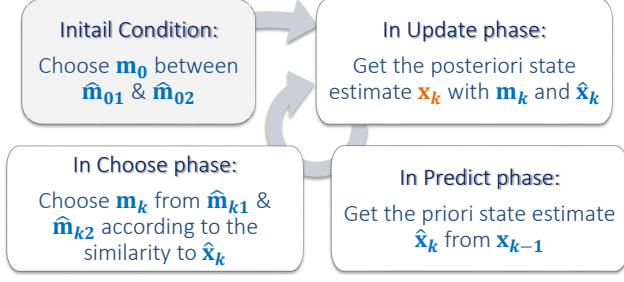 Initail Condition:
Choose m₀ between
m̂₀₁ & m̂₀₂
In Update phase:
Get the posteriori state
estimate xₖ with mₖ and x̂ₖ
In Choose phase:
Choose mₖ from m̂ₖ₁ &
m̂ₖ₂ according to the
similarity to x̂ₖ
In Predict phase:
Get the priori state estimate
x̂ₖ from xₖ₋₁